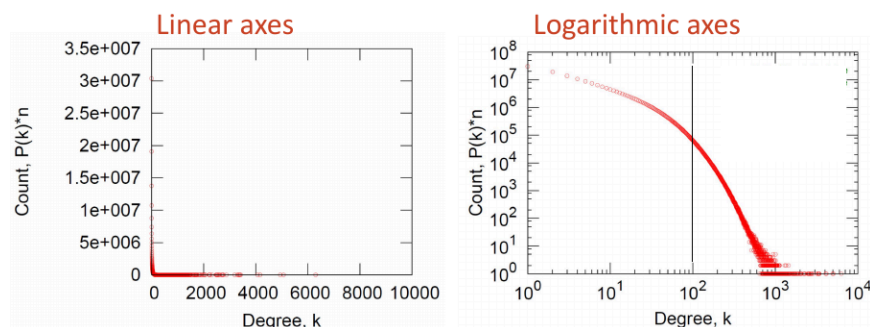 Linear axes
3.5e+007
3e+007
2.5e+007
2e+007
1.5e+007
1e+007
5e+006
0
Count, P(k)*n
0 2000 4000 6000 8000 10000
Degree, k
Logarithmic axes
10^8
10^7
10^6
10^5
10^4
10^3
10^2
10^1
10^0
Count, P(k)*n
10^0 10^1 10^2 10^3 10^4
Degree, k